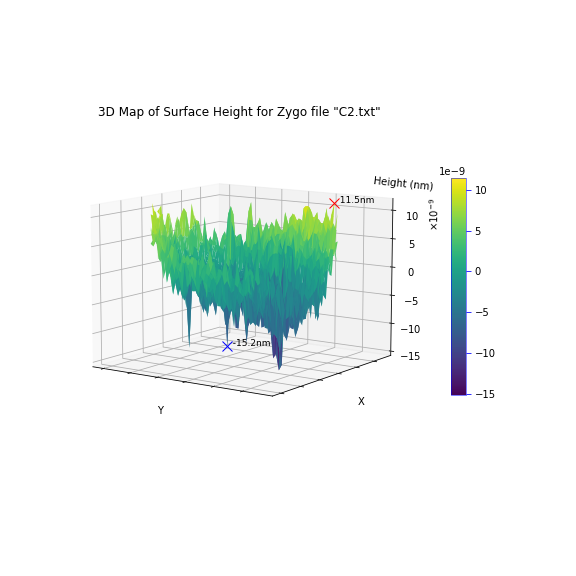 3D Map of Surface Height for Zygo file "C2.txt"
1e−9
Height (nm)
×10⁻⁹
11.5nm
-15.2nm
10
5
0
−5
−10
−15
10
5
0
−5
−10
−15
X
Y